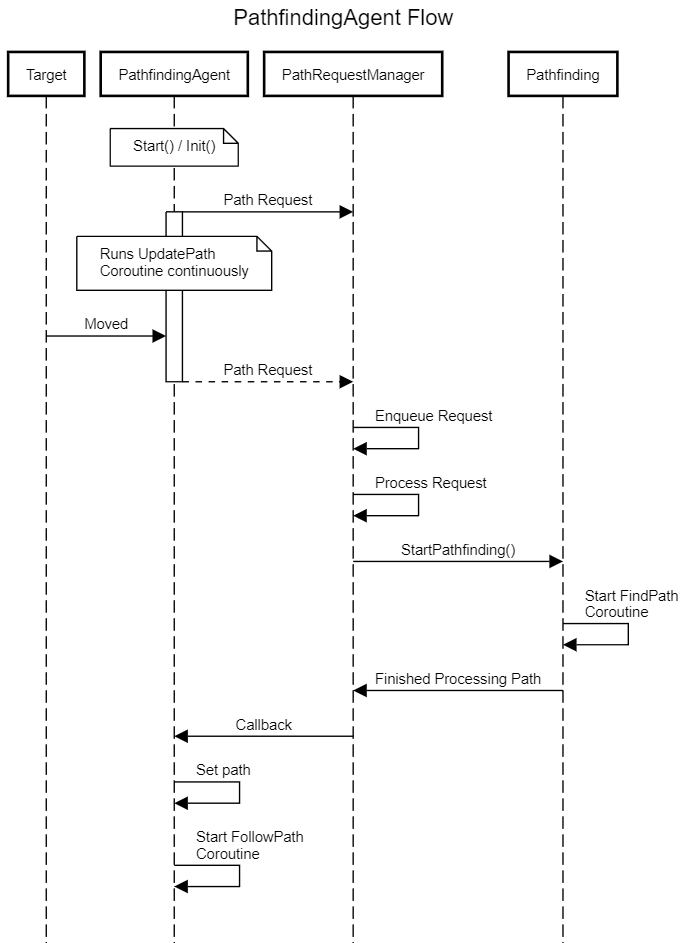 PathfindingAgent Flow
Target
PathfindingAgent
PathRequestManager
Pathfinding
Start() / Init()
Path Request
Runs UpdatePath
Coroutine continuously
Moved
Path Request
Enqueue Request
Process Request
StartPathfinding()
Start FindPath
Coroutine
Finished Processing Path
Callback
Set path
Start FollowPath
Coroutine